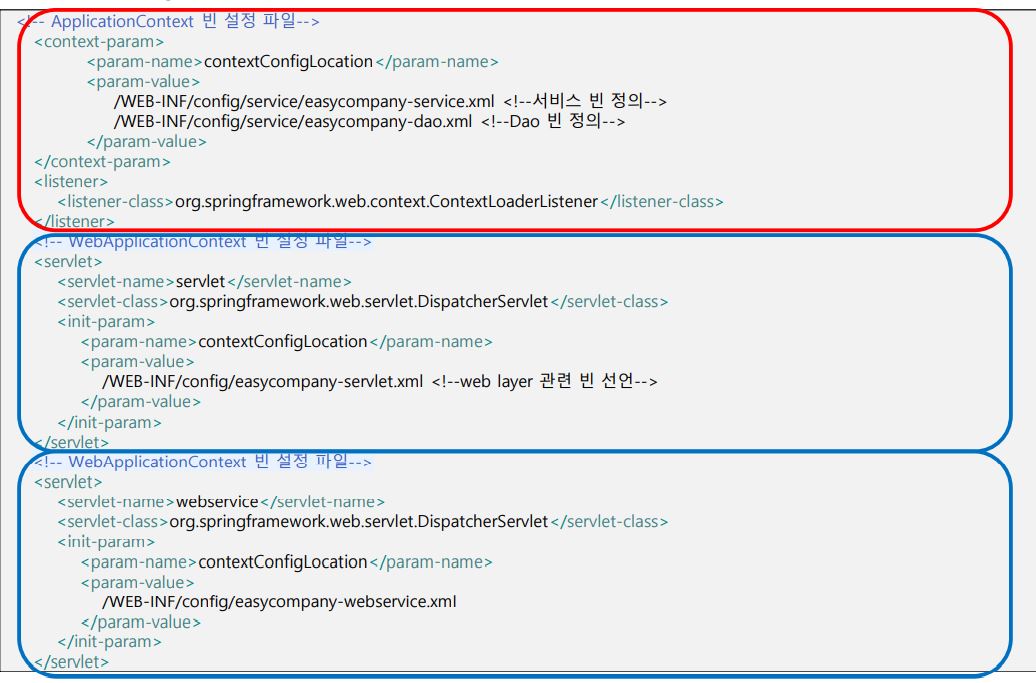 <!-- ApplicationContext 빈 설정 파일-->
<context-param>
<param-name>contextConfigLocation</param-name>
<param-value>
/WEB-INF/config/service/easycompany-service.xml <!--서비스 빈 정의-->
/WEB-INF/config/service/easycompany-dao.xml <!--Dao 빈 정의-->
</param-value>
</context-param>
<listener>
<listener-class>org.springframework.web.context.ContextLoaderListener</listener-class>
</listener>
<!-- WebApplicationContext 빈 설정 파일-->
<servlet>
<servlet-name>servlet</servlet-name>
<servlet-class>org.springframework.web.servlet.DispatcherServlet</servlet-class>
<init-param>
<param-name>contextConfigLocation</param-name>
<param-value>
/WEB-INF/config/easycompany-servlet.xml <!--web layer 관련 빈 선언-->
</param-value>
</init-param>
</servlet>
<!-- WebApplicationContext 빈 설정 파일-->
<servlet>
<servlet-name>webservice</servlet-name>
<servlet-class>org.springframework.web.servlet.DispatcherServlet</servlet-class>
<init-param>
<param-name>contextConfigLocation</param-name>
<param-value>
/WEB-INF/config/easycompany-webservice.xml
</param-value>
</init-param>
</servlet>